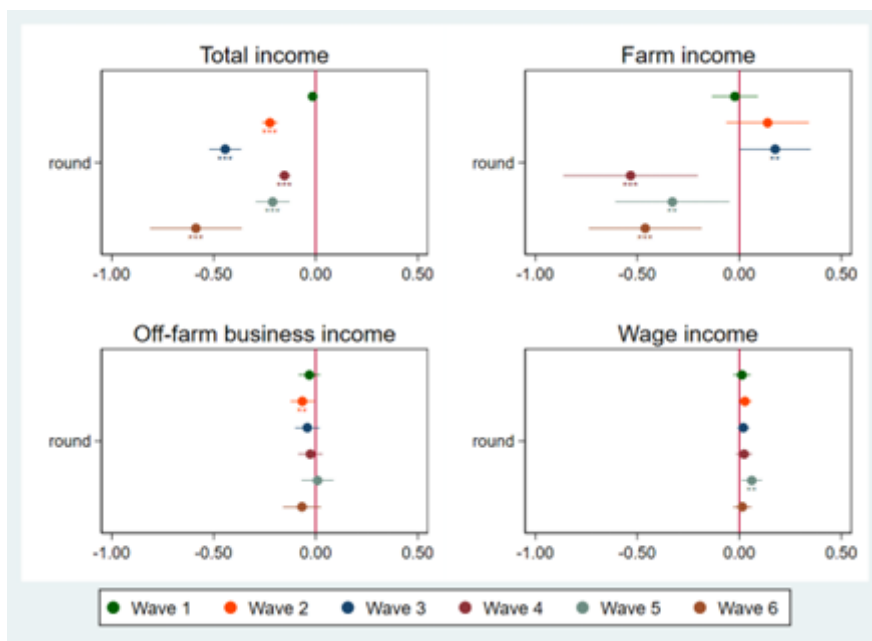 Total income
***
***
***
***
***
round
-1.00 -0.50 0.00 0.50
Farm income
**
***
**
***
round
-1.00 -0.50 0.00 0.50
Off-farm business income
**
round
-1.00 -0.50 0.00 0.50
Wage income
**
round
-1.00 -0.50 0.00 0.50
Wave 1 Wave 2 Wave 3 Wave 4 Wave 5 Wave 6